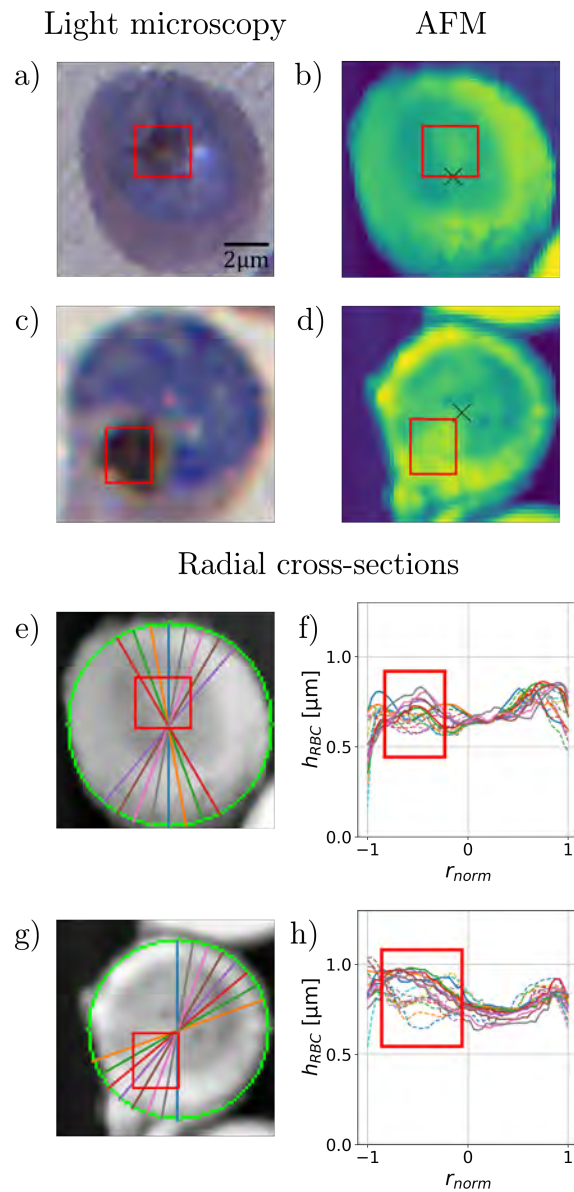 Light microscopy AFM
a) b)
2μm
c) d)
Radial cross-sections
e) f)
1.0
0.5
0.0
h_RBC [μm]
−1 0 1
r_norm
g) h)
1.0
0.5
0.0
h_RBC [μm]
−1 0 1
r_norm